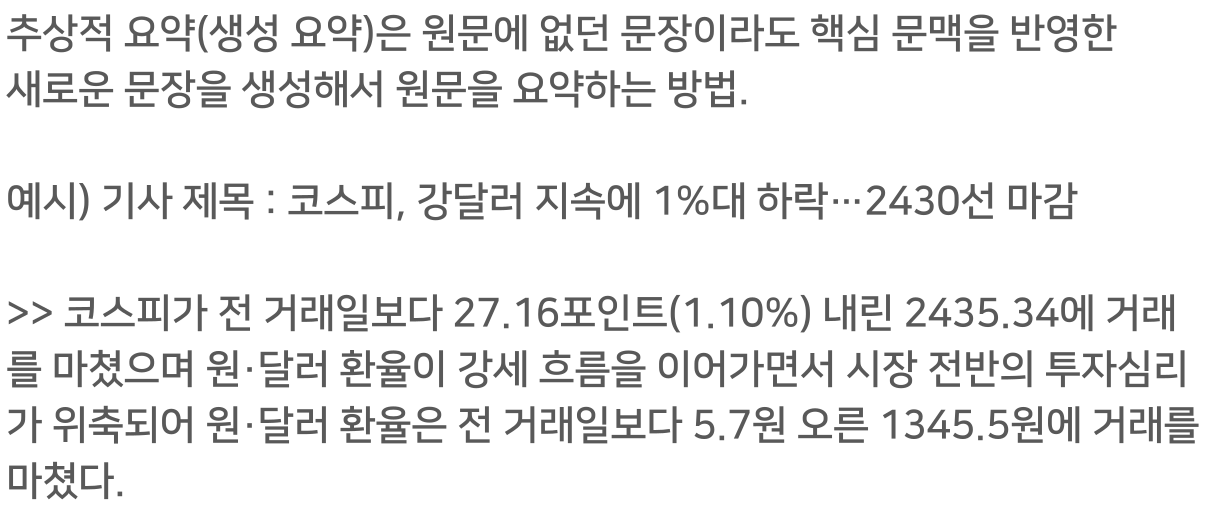 추상적 요약(생성 요약)은 원문에 없던 문장이라도 핵심 문맥을 반영한
새로운 문장을 생성해서 원문을 요약하는 방법.
예시) 기사 제목 : 코스피, 강달러 지속에 1%대 하락…2430선 마감
>> 코스피가 전 거래일보다 27.16포인트(1.10%) 내린 2435.34에 거래
를 마쳤으며 원·달러 환율이 강세 흐름을 이어가면서 시장 전반의 투자심리
가 위축되어 원·달러 환율은 전 거래일보다 5.7원 오른 1345.5원에 거래를
마쳤다.